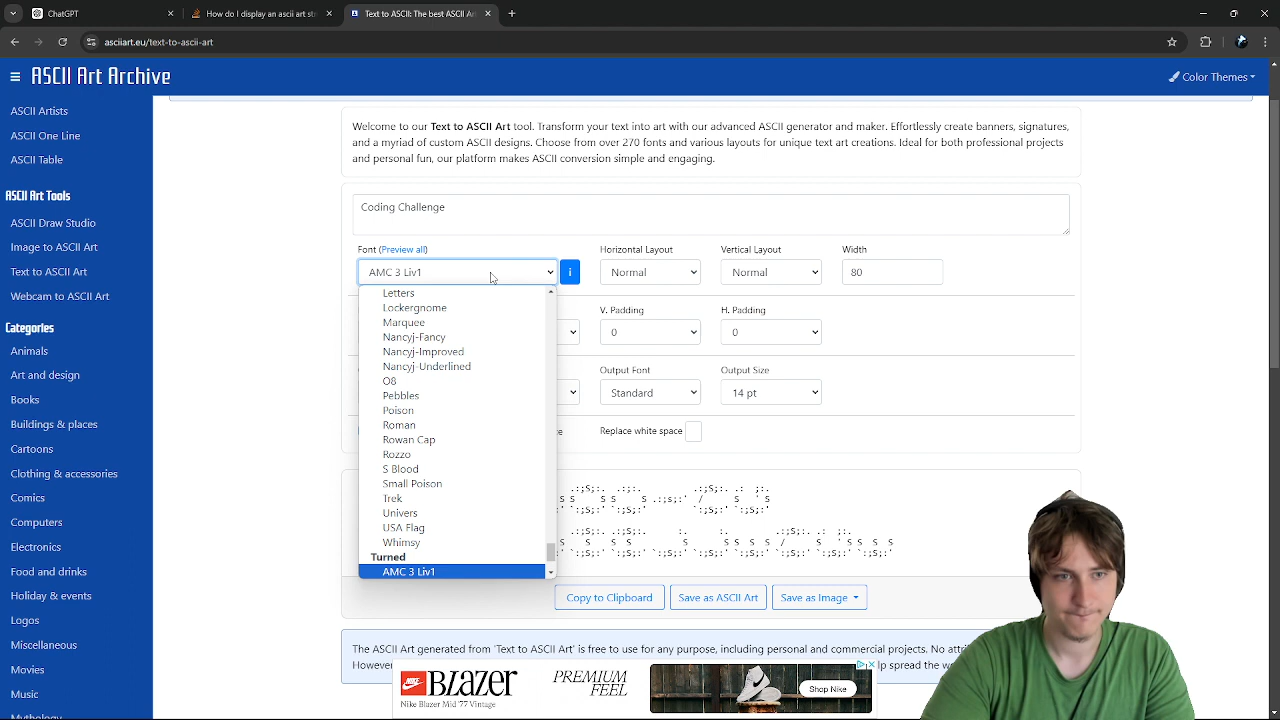 ChatGPT
How do I display an ascii art st
Text to ASCII: The best ASCII Art
asciiart.eu/text-to-ascii-art
ASCII Art Archive
Color Themes
ASCII Artists
ASCII One Line
ASCII Table
ASCII Art Tools
ASCII Draw Studio
Image to ASCII Art
Text to ASCII Art
Webcam to ASCII Art
Categories
Animals
Art and design
Books
Buildings & places
Cartoons
Clothing & accessories
Comics
Computers
Electronics
Food and drinks
Holiday & events
Logos
Miscellaneous
Movies
Music
Mythology
Welcome to our Text to ASCII Art tool. Transform your text into art with our advanced ASCII generator and maker. Effortlessly create banners, signatures,
and a myriad of custom ASCII designs. Choose from over 270 fonts and various layouts for unique text art creations. Ideal for both professional projects
and personal fun, our platform makes ASCII conversion simple and engaging.
Coding Challenge
Font (Preview all)
Horizontal Layout
Vertical Layout
Width
AMC 3 Liv1
i
Normal
Normal
80
Letters
Lockergnome
Marquee
Nancyj-Fancy
Nancyj-Improved
Nancyj-Underlined
O8
Pebbles
Poison
Roman
Rowan Cap
Rozzo
S Blood
Small Poison
Trek
Univers
USA Flag
Whimsy
Turned
AMC 3 Liv1
V. Padding
H. Padding
0
0
Output Font
Output Size
Standard
14 pt
Replace white space
Copy to Clipboard
Save as ASCII Art
Save as Image
The ASCII Art generated from 'Text to ASCII Art' is free to use for any purpose, including personal and commercial projects. No
BLAZER
Nike Blazer Mid '77 Vintage
PREMIUM
FEEL
Shop Nike